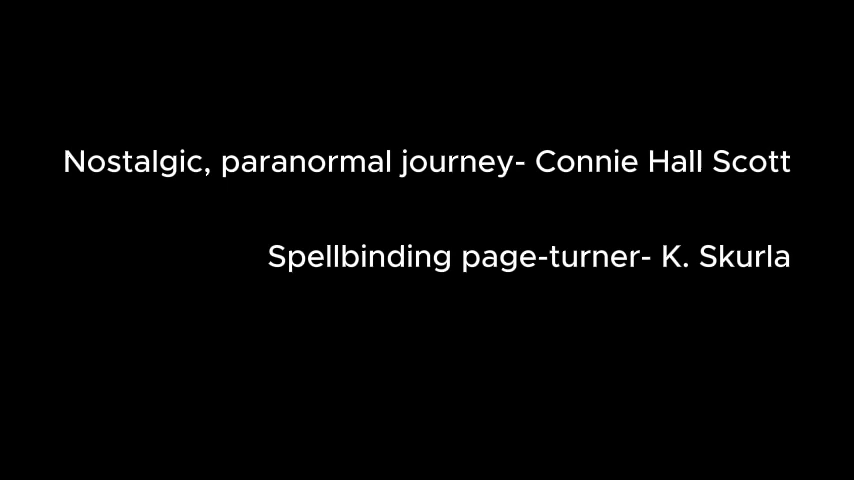 Nostalgic, paranormal journey- Connie Hall Scott
Spellbinding page-turner- K. Skurla